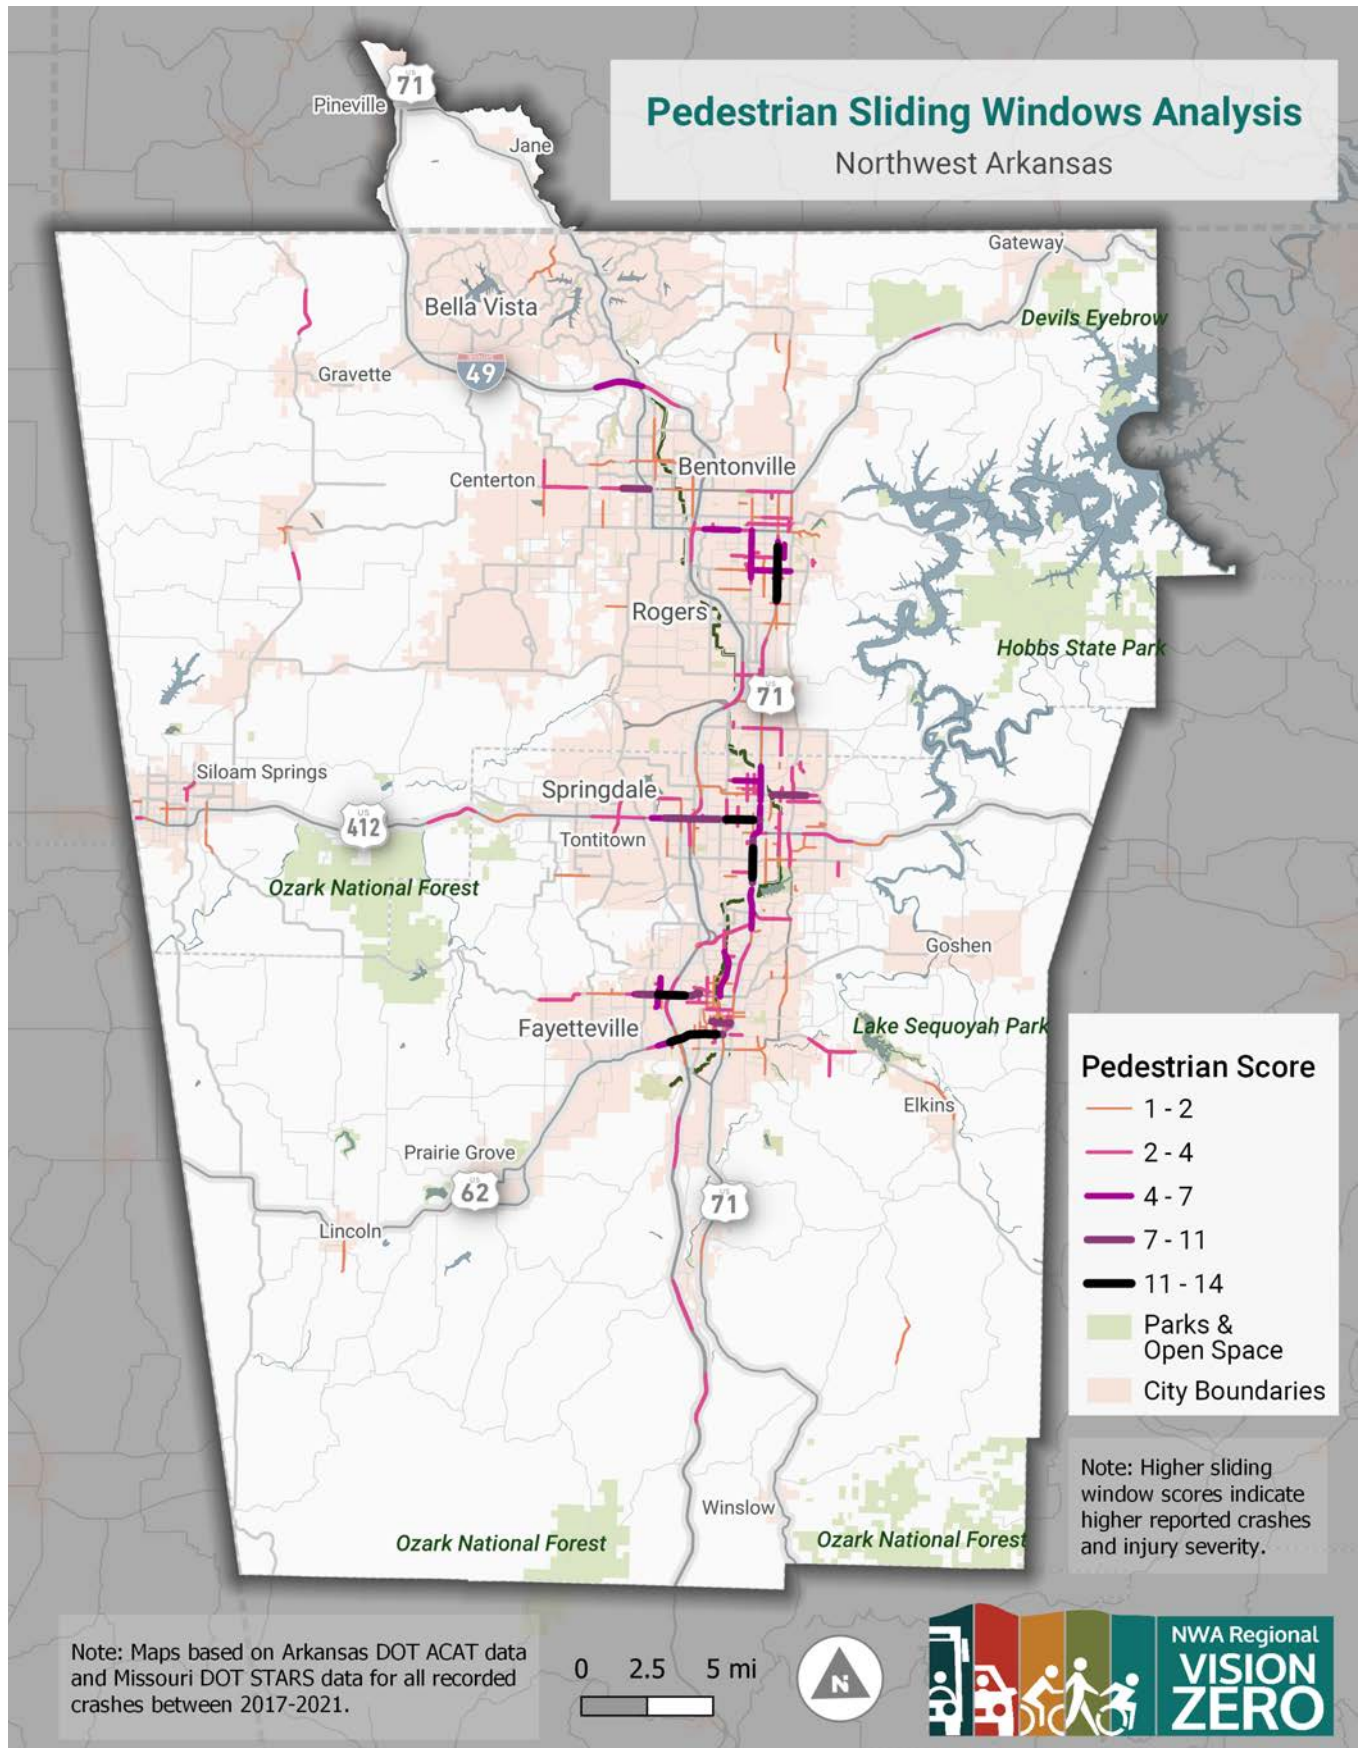 Pedestrian Sliding Windows Analysis
Northwest Arkansas
US
71
Pineville
Jane
Gateway
Bella Vista
Devils Eyebrow
49
Gravette
Bentonville
Centerton
Rogers
Hobbs State Park
US
71
Siloam Springs
Springdale
US
412
Tontitown
Ozark National Forest
Goshen
Fayetteville
Lake Sequoyah Park
Elkins
Prairie Grove
US
62
US
71
Lincoln
Winslow
Ozark National Forest
Ozark National Forest
Pedestrian Score
1 - 2
2 - 4
4 - 7
7 - 11
11 - 14
Parks &
Open Space
City Boundaries
Note: Higher sliding
window scores indicate
higher reported crashes
and injury severity.
Note: Maps based on Arkansas DOT ACAT data
and Missouri DOT STARS data for all recorded
crashes between 2017-2021.
0 2.5 5 mi
N
NWA Regional
VISION
ZERO